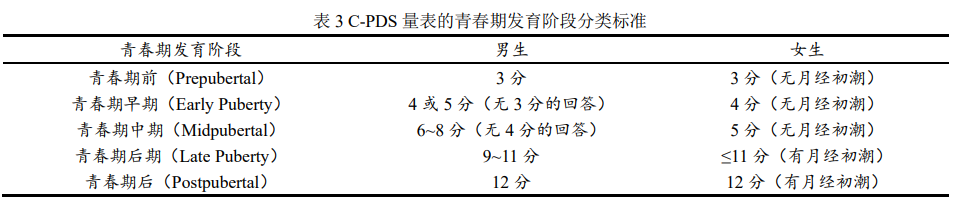 表 3 C-PDS 量表的青春期发育阶段分类标准
青春期发育阶段 男生 女生
青春期前（Prepubertal） 3 分 3 分（无月经初潮）
青春期早期（Early Puberty） 4 或 5 分（无 3 分的回答） 4 分（无月经初潮）
青春期中期（Midpubertal） 6~8 分（无 4 分的回答） 5 分（无月经初潮）
青春期后期（Late Puberty） 9~11 分 ≤11 分（有月经初潮）
青春期后（Postpubertal） 12 分 12 分（有月经初潮）